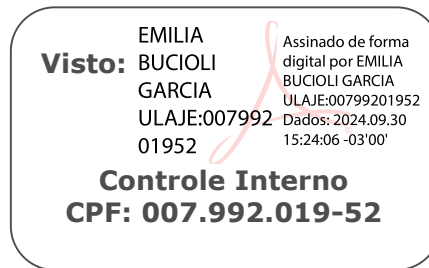 Visto:
EMILIA
BUCIOLI
GARCIA
ULAJE:007992
01952
Assinado de forma
digital por EMILIA
BUCIOLI GARCIA
ULAJE:00799201952
Dados: 2024.09.30
15:24:06 -03'00'
Controle Interno
CPF: 007.992.019-52